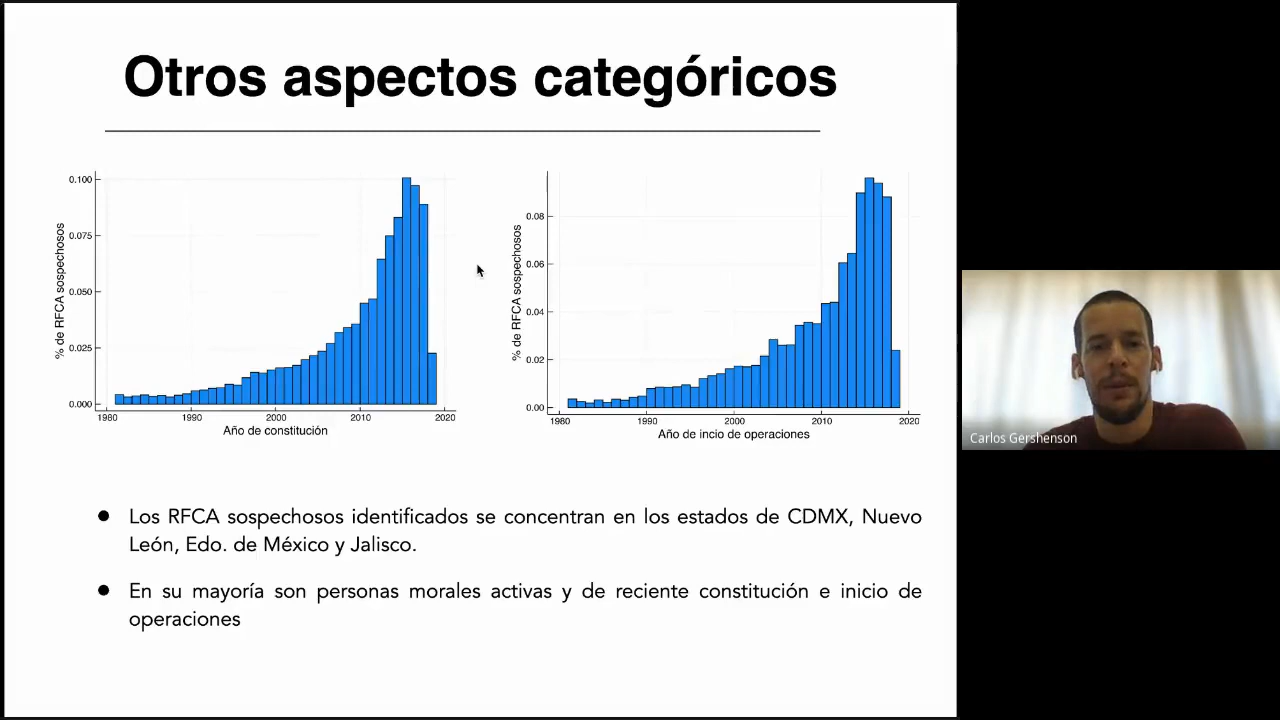 Otros aspectos categóricos
% de RFCA sospechosos
0.100
0.075
0.050
0.025
0.000
1980
1990
2000
2010
2020
Año de constitución
% de RFCA sospechosos
0.08
0.06
0.04
0.02
0.00
1980
1990
2000
2010
2020
Año de incio de operaciones
Carlos Gershenson
● Los RFCA sospechosos identificados se concentran en los estados de CDMX, Nuevo
León, Edo. de México y Jalisco.
● En su mayoría son personas morales activas y de reciente constitución e inicio de
operaciones